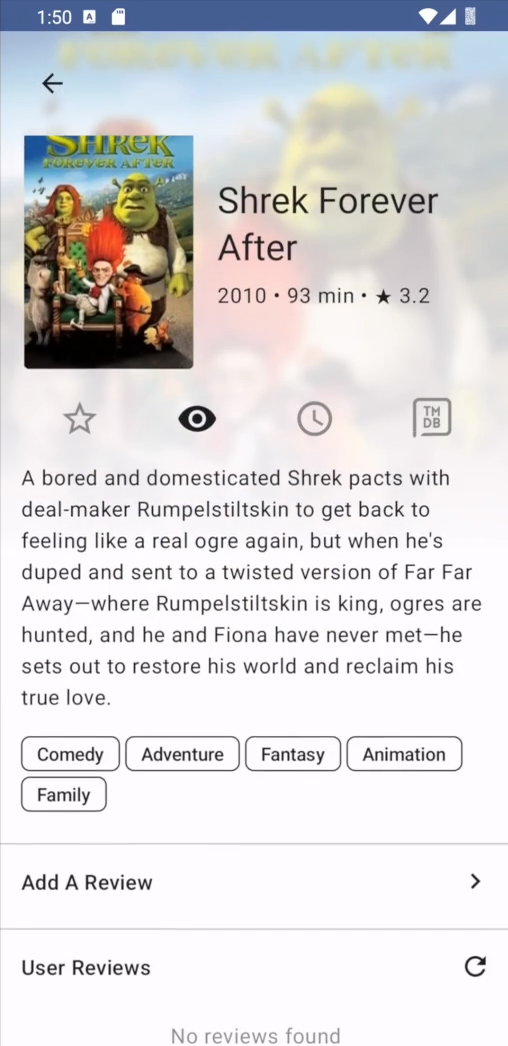 1:50
A
FOREVER AFTER
SHREK
FOREVER AFTER
Shrek Forever
After
2010 • 93 min • ★ 3.2
TM
DB
A bored and domesticated Shrek pacts with
deal-maker Rumpelstiltskin to get back to
feeling like a real ogre again, but when he's
duped and sent to a twisted version of Far Far
Away—where Rumpelstiltskin is king, ogres are
hunted, and he and Fiona have never met—he
sets out to restore his world and reclaim his
true love.
Comedy Adventure Fantasy Animation
Family
Add A Review
User Reviews
No reviews found